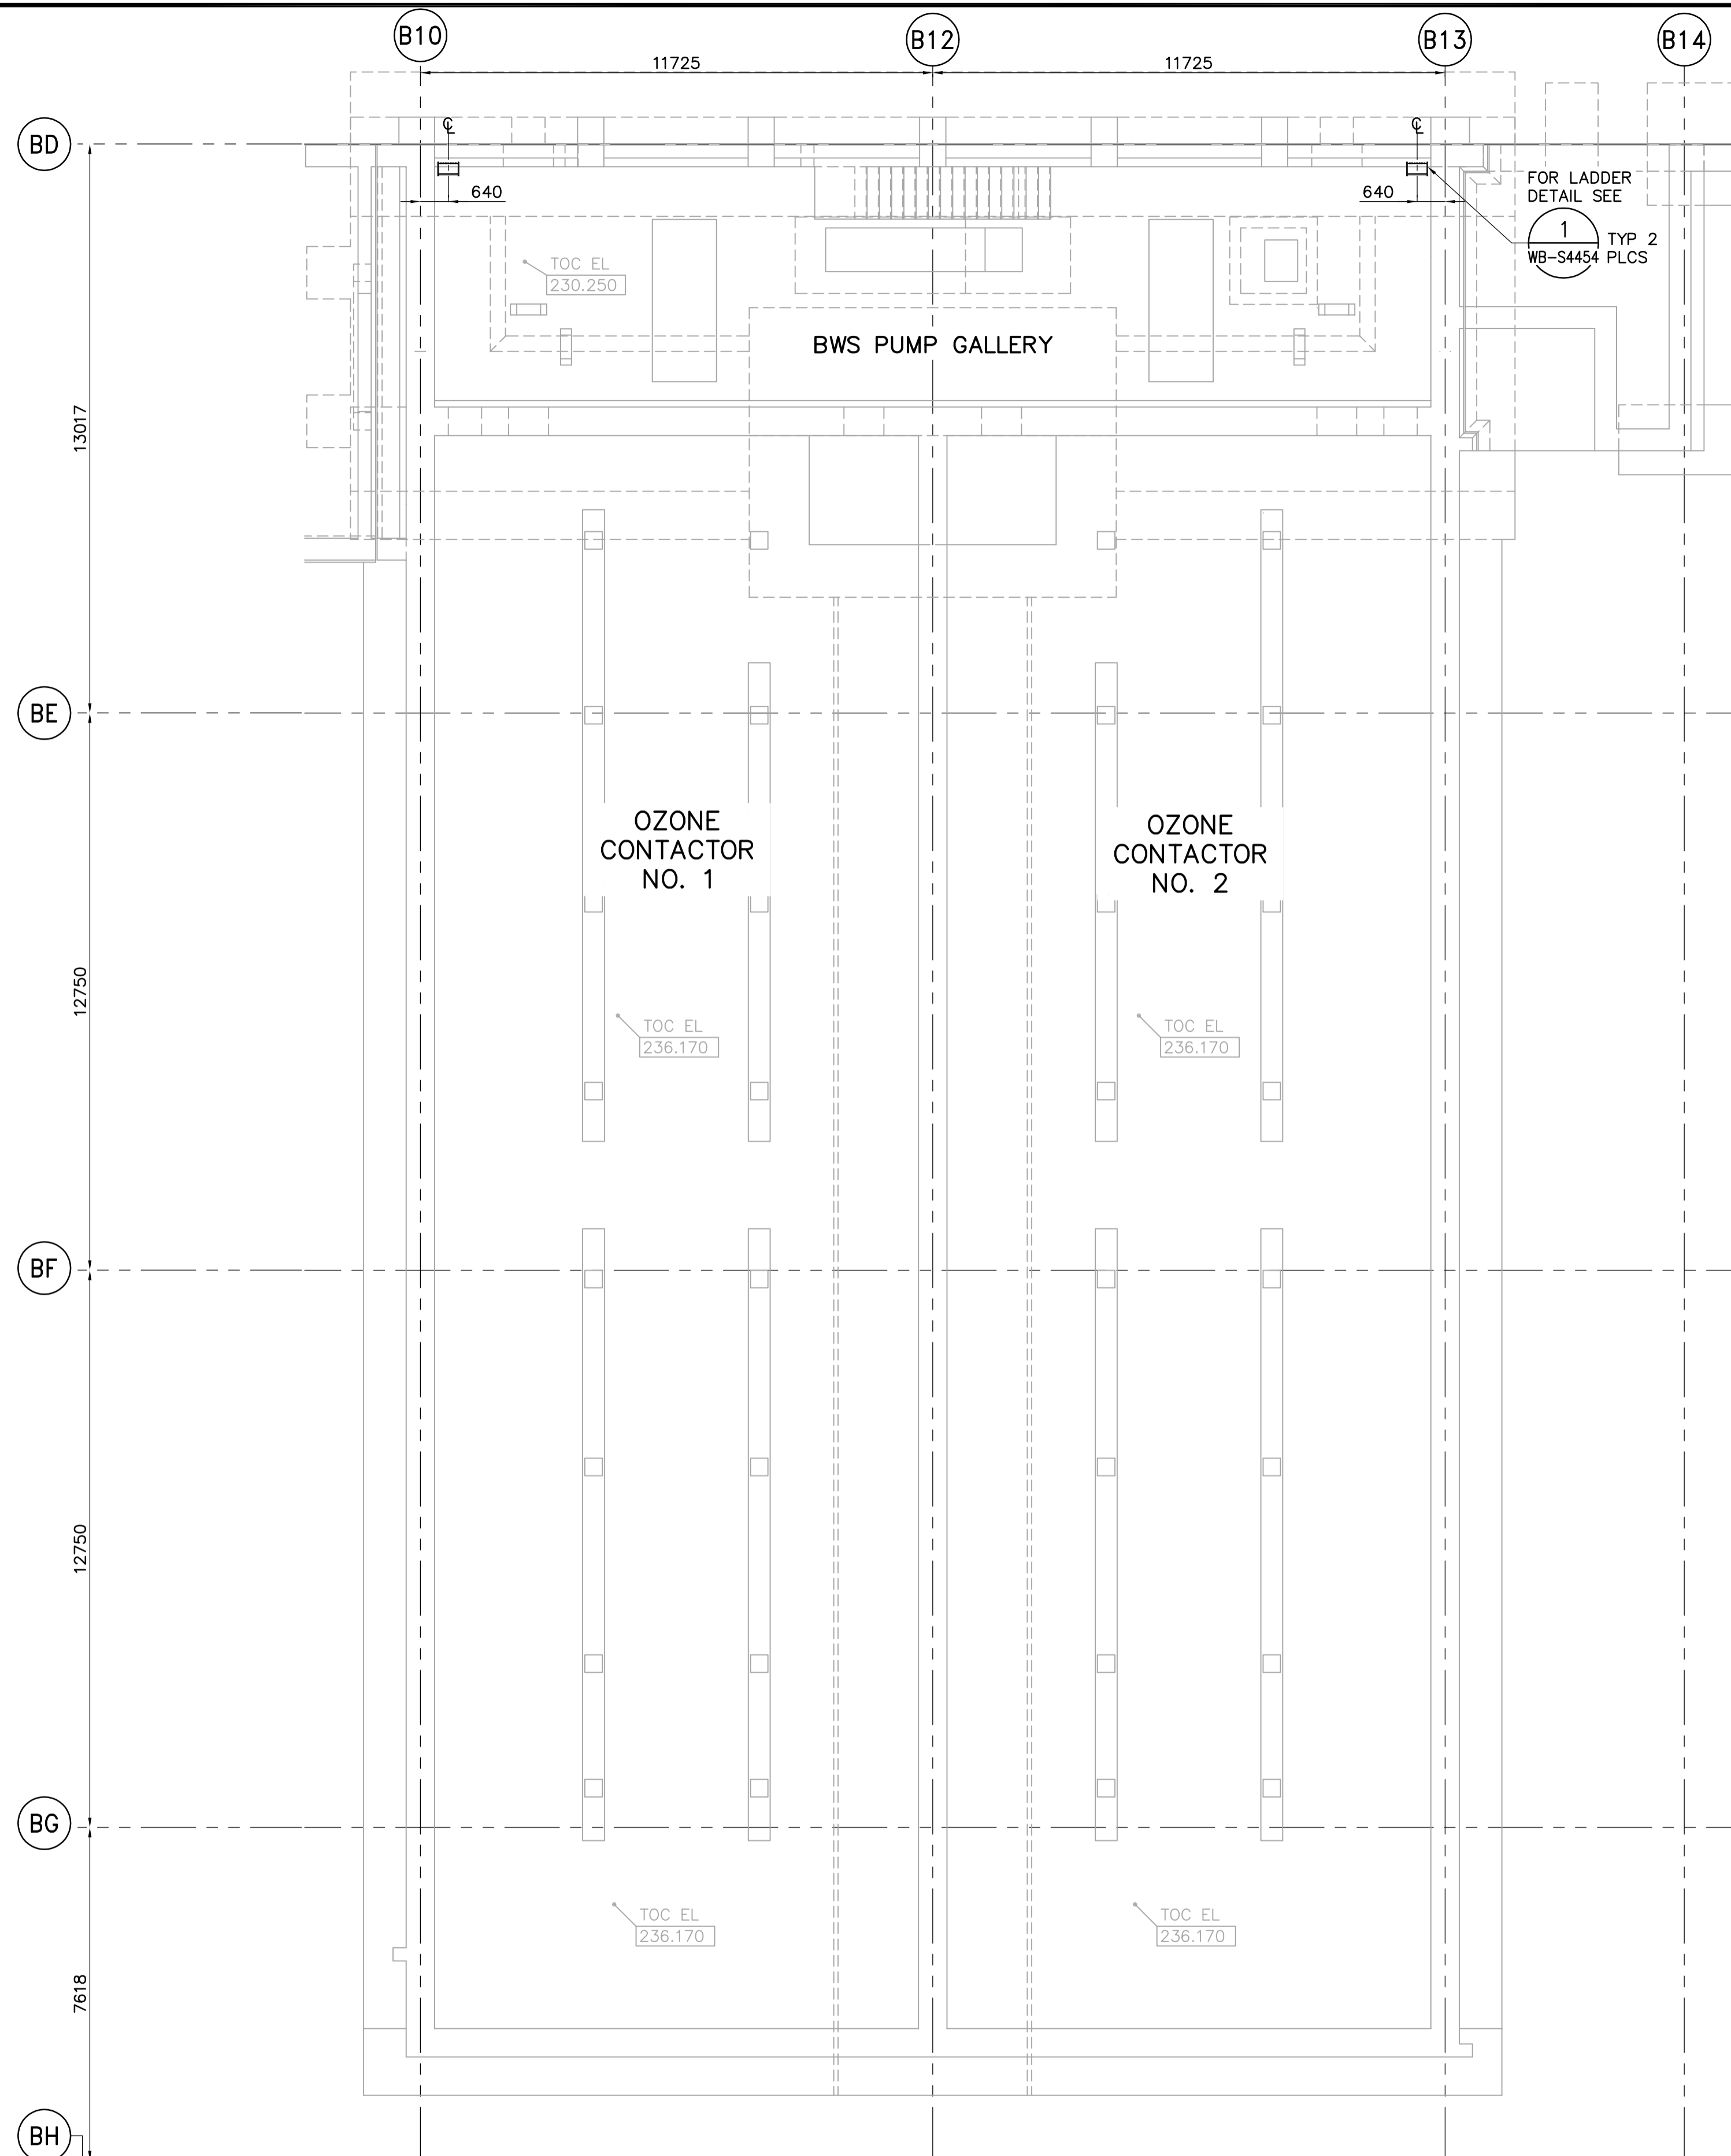 B10
B12
B13
B14
11725
11725
BD
℄
℄
640
640
FOR LADDER
DETAIL SEE
1
WB-S4454
TYP 2
PLCS
TOC EL
230.250
BWS PUMP GALLERY
13017
BE
OZONE
CONTACTOR
NO. 1
OZONE
CONTACTOR
NO. 2
12750
TOC EL
236.170
TOC EL
236.170
BF
12750
BG
TOC EL
236.170
TOC EL
236.170
7618
BH